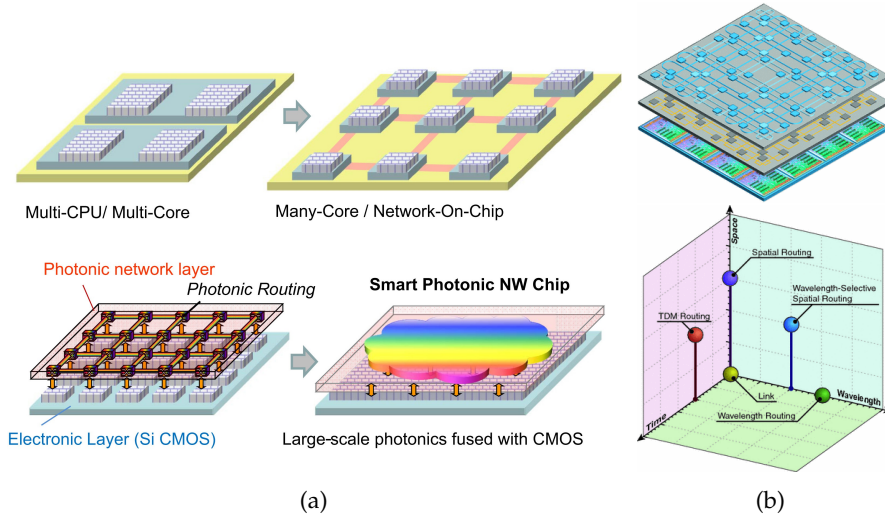 Multi-CPU/ Multi-Core
Many-Core / Network-On-Chip
Photonic network layer
Photonic Routing
Smart Photonic NW Chip
Electronic Layer (Si CMOS)
Large-scale photonics fused with CMOS
(a)
Space
Spatial Routing
Wavelength-Selective
Spatial Routing
TDM Routing
Link
Wavelength
Wavelength Routing
Time
(b)